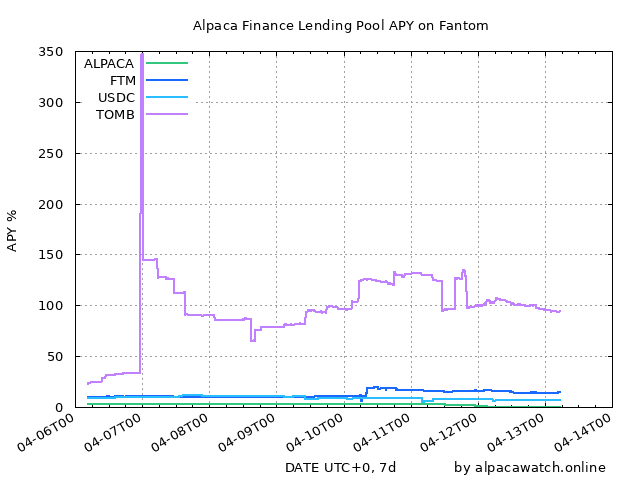 Alpaca Finance Lending Pool APY on Fantom
350
300
250
200
150
100
50
0
APY %
ALPACA
FTM
USDC
TOMB
04-06T00
04-07T00
04-08T00
04-09T00
04-10T00
04-11T00
04-12T00
04-13T00
04-14T00
DATE UTC+0, 7d
by alpacawatch.online